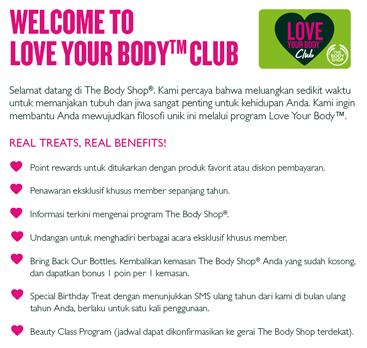 WELCOME TO
LOVE YOUR BODY™ CLUB
LOVE
YOUR BODY
Club
THE BODY SHOP
Selamat datang di The Body Shop®. Kami percaya bahwa meluangkan sedikit waktu
untuk memanjakan tubuh dan jiwa sangat penting untuk kehidupan Anda. Kami ingin
membantu Anda mewujudkan filosofi unik ini melalui program Love Your Body™.
REAL TREATS, REAL BENEFITS!
Point rewards untuk ditukarkan dengan produk favorit atau diskon pembayaran.
Penawaran eksklusif khusus member sepanjang tahun.
Informasi terkini mengenai program The Body Shop®.
Undangan untuk menghadiri berbagai acara eksklusif khusus member.
Bring Back Our Bottles. Kembalikan kemasan The Body Shop® Anda yang sudah kosong,
dan dapatkan bonus 1 poin per 1 kemasan.
Special Birthday Treat dengan menunjukkan SMS ulang tahun dari kami di bulan ulang
tahun Anda, berlaku untuk satu kali penggunaan.
Beauty Class Program (jadwal dapat dikonfirmasikan ke gerai The Body Shop terdekat).